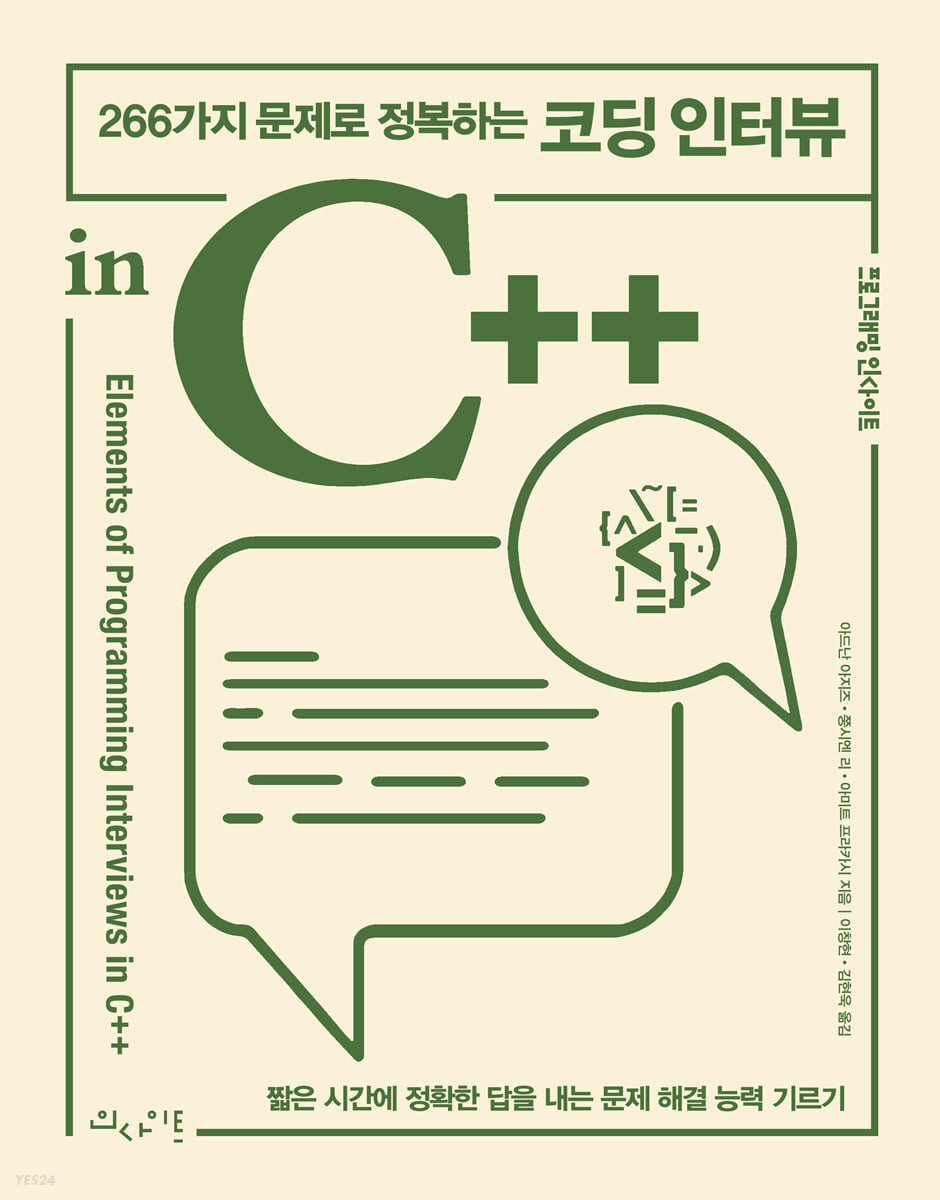 266가지 문제로 정복하는 코딩 인터뷰
in
C++
프로그래밍 인사이트
Elements of Programming Interviews in C++
아드난 아지즈 • 쭝시엔 리 • 아미트 프라카시 지음 | 이창현 • 김현욱 옮김
짧은 시간에 정확한 답을 내는 문제 해결 능력 기르기
인사이트
YES24